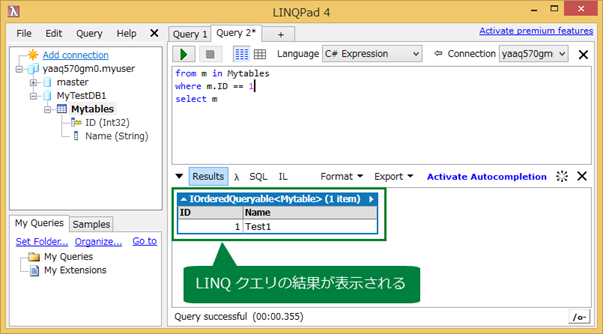 LINQPad 4
File Edit Query Help
Query 1 Query 2* +
Activate premium features
Add connection
yaaq570gm0.myuser
master
MyTestDB1
Mytables
ID (Int32)
Name (String)
Language C# Expression Connection yaaq570gm0.my
from m in Mytables
where m.ID == 1
select m
Results λ SQL IL Format Export Activate Autocompletion
IOrderedQueryable<Mytable> (1 item)
ID Name
1 Test1
LINQ クエリの結果が表示される
My Queries Samples
Set Folder... Organize... Go to
My Queries
My Extensions
Query successful (00:00.355)
/o-